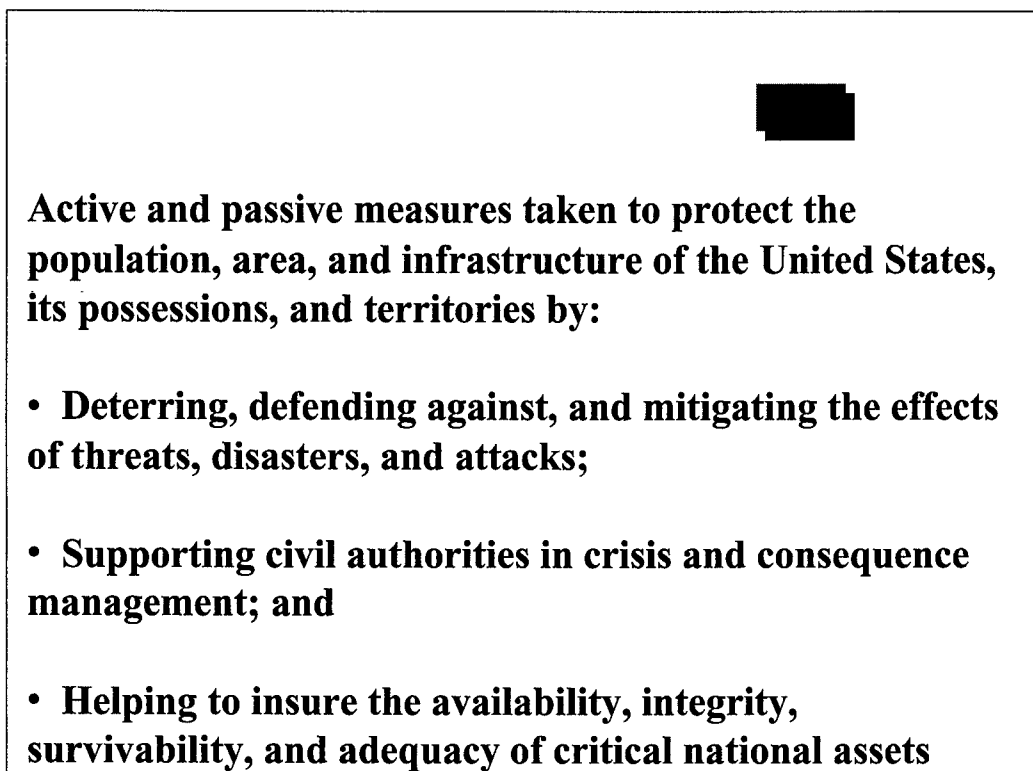 Active and passive measures taken to protect the
population, area, and infrastructure of the United States,
its possessions, and territories by:
• Deterring, defending against, and mitigating the effects
of threats, disasters, and attacks;
• Supporting civil authorities in crisis and consequence
management; and
• Helping to insure the availability, integrity,
survivability, and adequacy of critical national assets